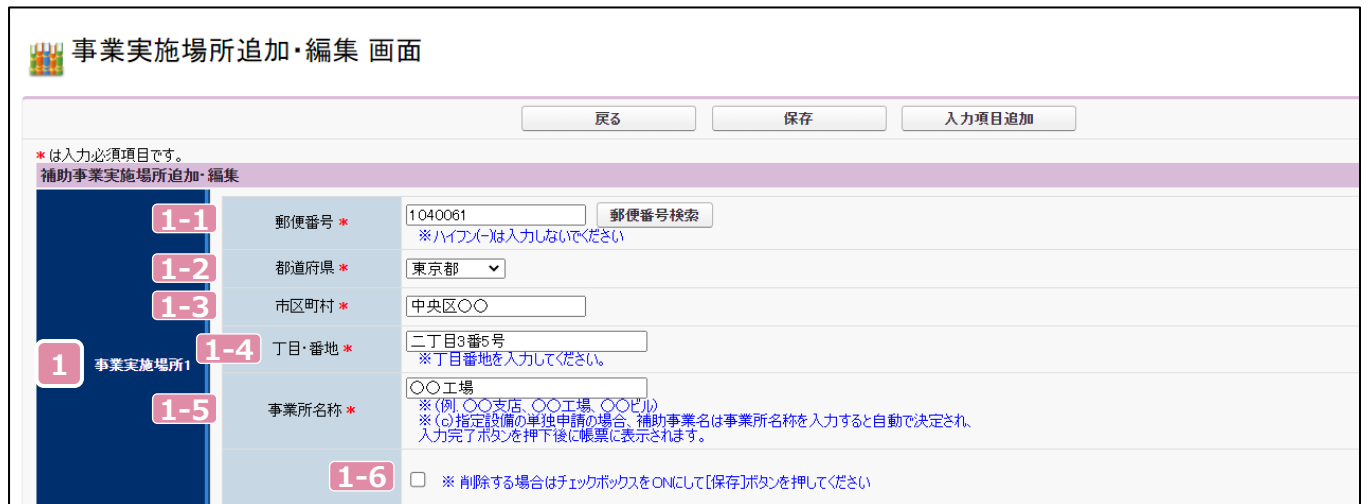 事業実施場所追加・編集 画面
戻る 保存 入力項目追加
* は入力必須項目です。
補助事業実施場所追加・編集
1-1 郵便番号 * 1040061 郵便番号検索
※ハイフン(-)は入力しないでください
1-2 都道府県 * 東京都
1-3 市区町村 * 中央区〇〇
1-4 丁目・番地 * 二丁目3番5号
※丁目番地を入力してください。
1 事業実施場所1
1-5 事業所名称 * 〇〇工場
※(例. 〇〇支店、〇〇工場、〇〇ビル)
※(c)指定設備の単独申請の場合、補助事業名は事業所名称を入力すると自動で決定され、
入力完了ボタンを押下後に帳票に表示されます。
1-6 ※ 削除する場合はチェックボックスをONにして[保存]ボタンを押してください